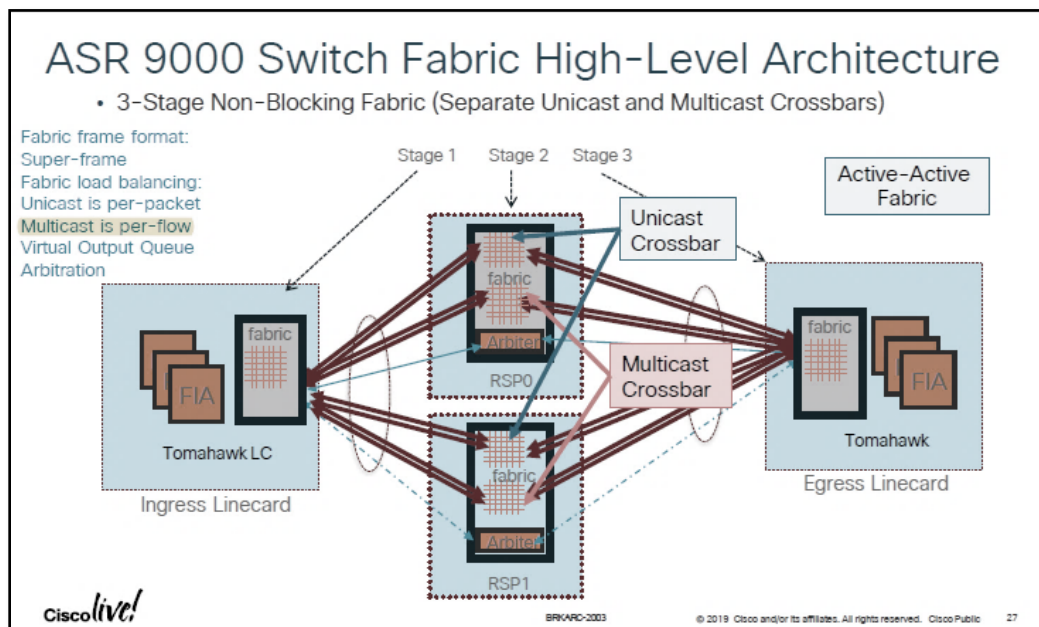 ASR 9000 Switch Fabric High-Level Architecture
• 3-Stage Non-Blocking Fabric (Separate Unicast and Multicast Crossbars)
Fabric frame format:
Super-frame
Fabric load balancing:
Unicast is per-packet
Multicast is per-flow
Virtual Output Queue
Arbitration
Stage 1
Stage 2
Stage 3
Active-Active
Fabric
Unicast
Crossbar
Multicast
Crossbar
fabric
FIA
Tomahawk LC
Ingress Linecard
fabric
Arbiter
RSP0
fabric
Arbiter
RSP1
fabric
FIA
Tomahawk
Egress Linecard
Cisco live!
BRKARC-2003
© 2019 Cisco and/or its affiliates. All rights reserved. Cisco Public
27